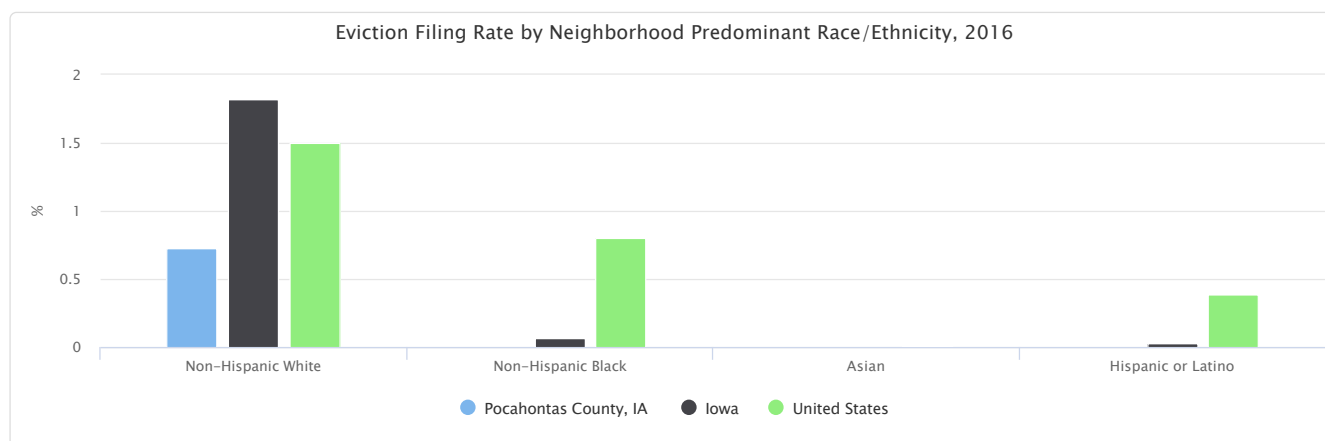 Eviction Filing Rate by Neighborhood Predominant Race/Ethnicity, 2016
%
2
1.5
1
0.5
0
Non-Hispanic White
Non-Hispanic Black
Asian
Hispanic or Latino
Pocahontas County, IA
Iowa
United States